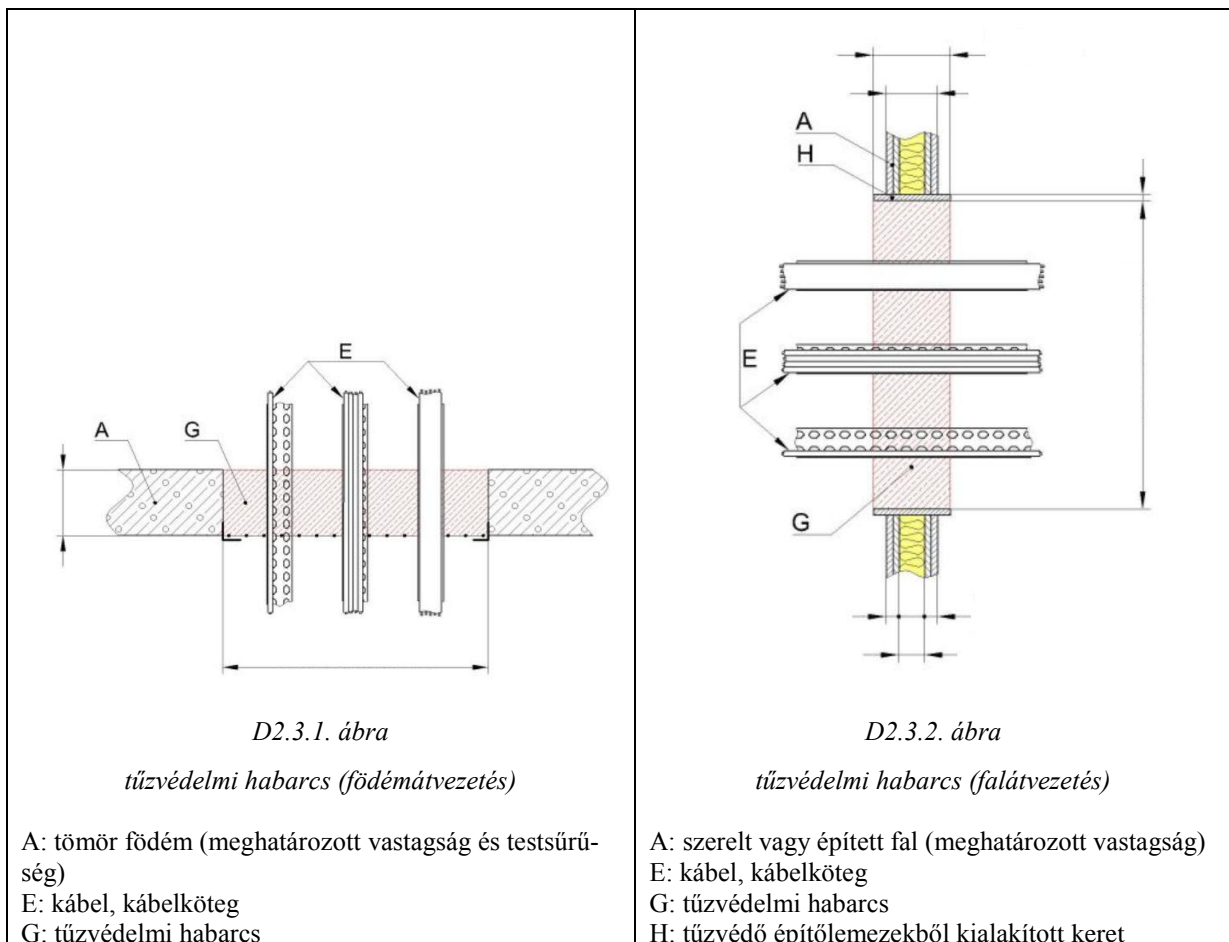 A
G
E
D2.3.1. ábra
tűzvédelmi habarcs (födémátvezetés)
A: tömör födém (meghatározott vastagság és testsűrű-
ség)
E: kábel, kábelköteg
G: tűzvédelmi habarcs
A
H
E
G
D2.3.2. ábra
tűzvédelmi habarcs (falátvezetés)
A: szerelt vagy épített fal (meghatározott vastagság)
E: kábel, kábelköteg
G: tűzvédelmi habarcs
H: tűzvédő építőlemezekből kialakított keret